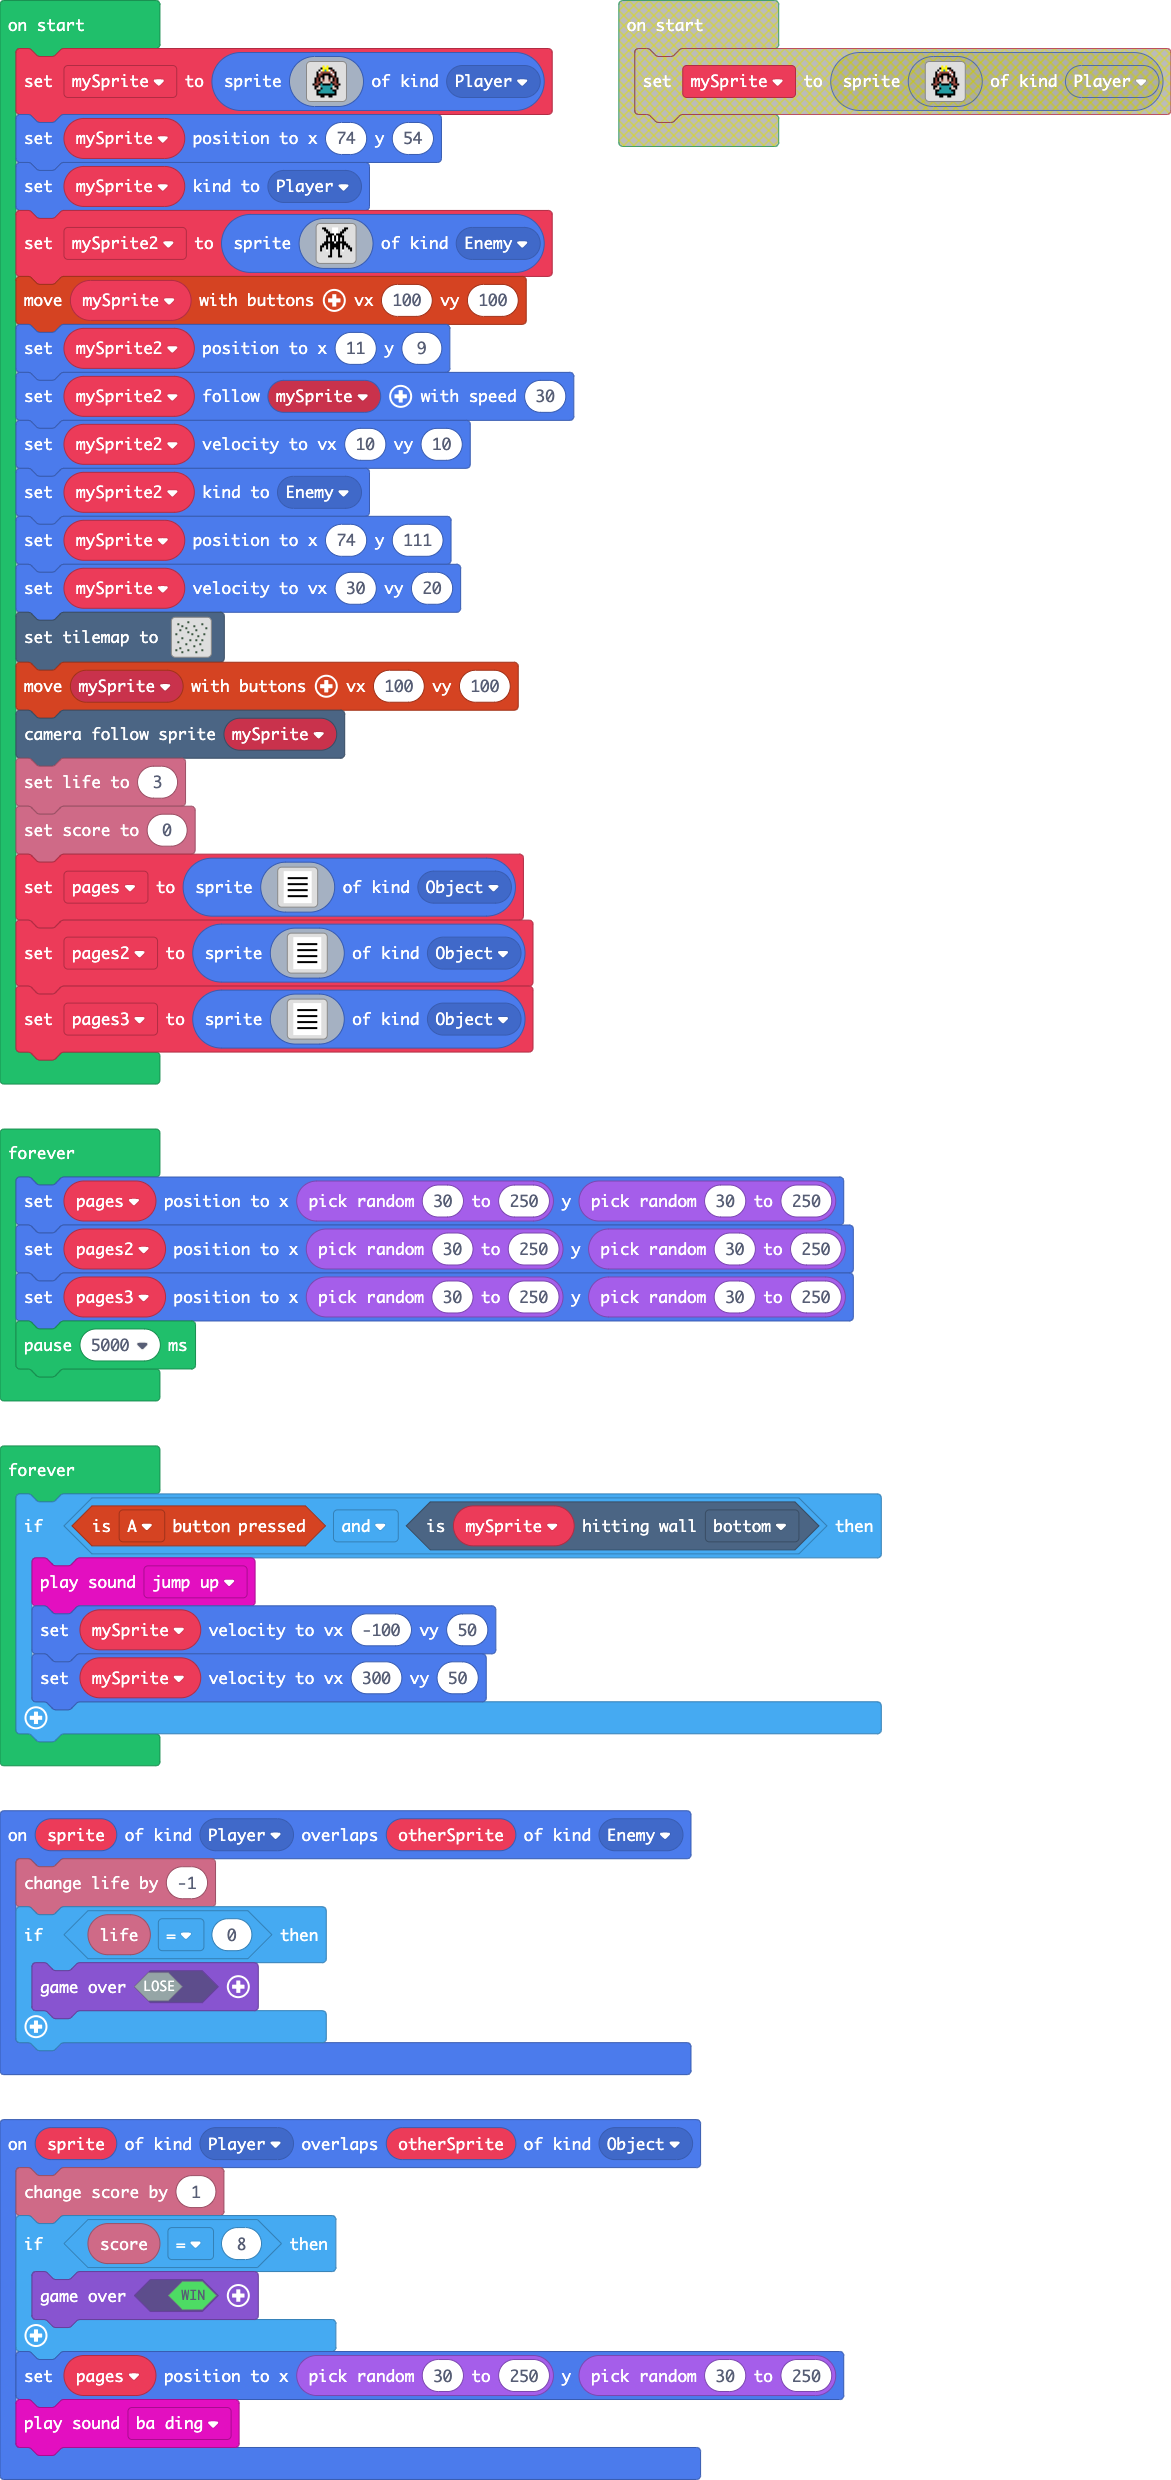 on start
set mySprite to sprite of kind Player
set mySprite position to x 74 y 54
set mySprite kind to Player
set mySprite2 to sprite of kind Enemy
move mySprite with buttons vx 100 vy 100
set mySprite2 position to x 11 y 9
set mySprite2 follow mySprite with speed 30
set mySprite2 velocity to vx 10 vy 10
set mySprite2 kind to Enemy
set mySprite position to x 74 y 111
set mySprite velocity to vx 30 vy 20
set tilemap to
move mySprite with buttons vx 100 vy 100
camera follow sprite mySprite
set life to 3
set score to 0
set pages to sprite of kind Object
set pages2 to sprite of kind Object
set pages3 to sprite of kind Object
on start
set mySprite to sprite of kind Player
forever
set pages position to x pick random 30 to 250 y pick random 30 to 250
set pages2 position to x pick random 30 to 250 y pick random 30 to 250
set pages3 position to x pick random 30 to 250 y pick random 30 to 250
pause 5000 ms
forever
if is A button pressed and is mySprite hitting wall bottom then
play sound jump up
set mySprite velocity to vx -100 vy 50
set mySprite velocity to vx 300 vy 50
on sprite of kind Player overlaps otherSprite of kind Enemy
change life by -1
if life = 0 then
game over LOSE
on sprite of kind Player overlaps otherSprite of kind Object
change score by 1
if score = 8 then
game over WIN
set pages position to x pick random 30 to 250 y pick random 30 to 250
play sound ba ding